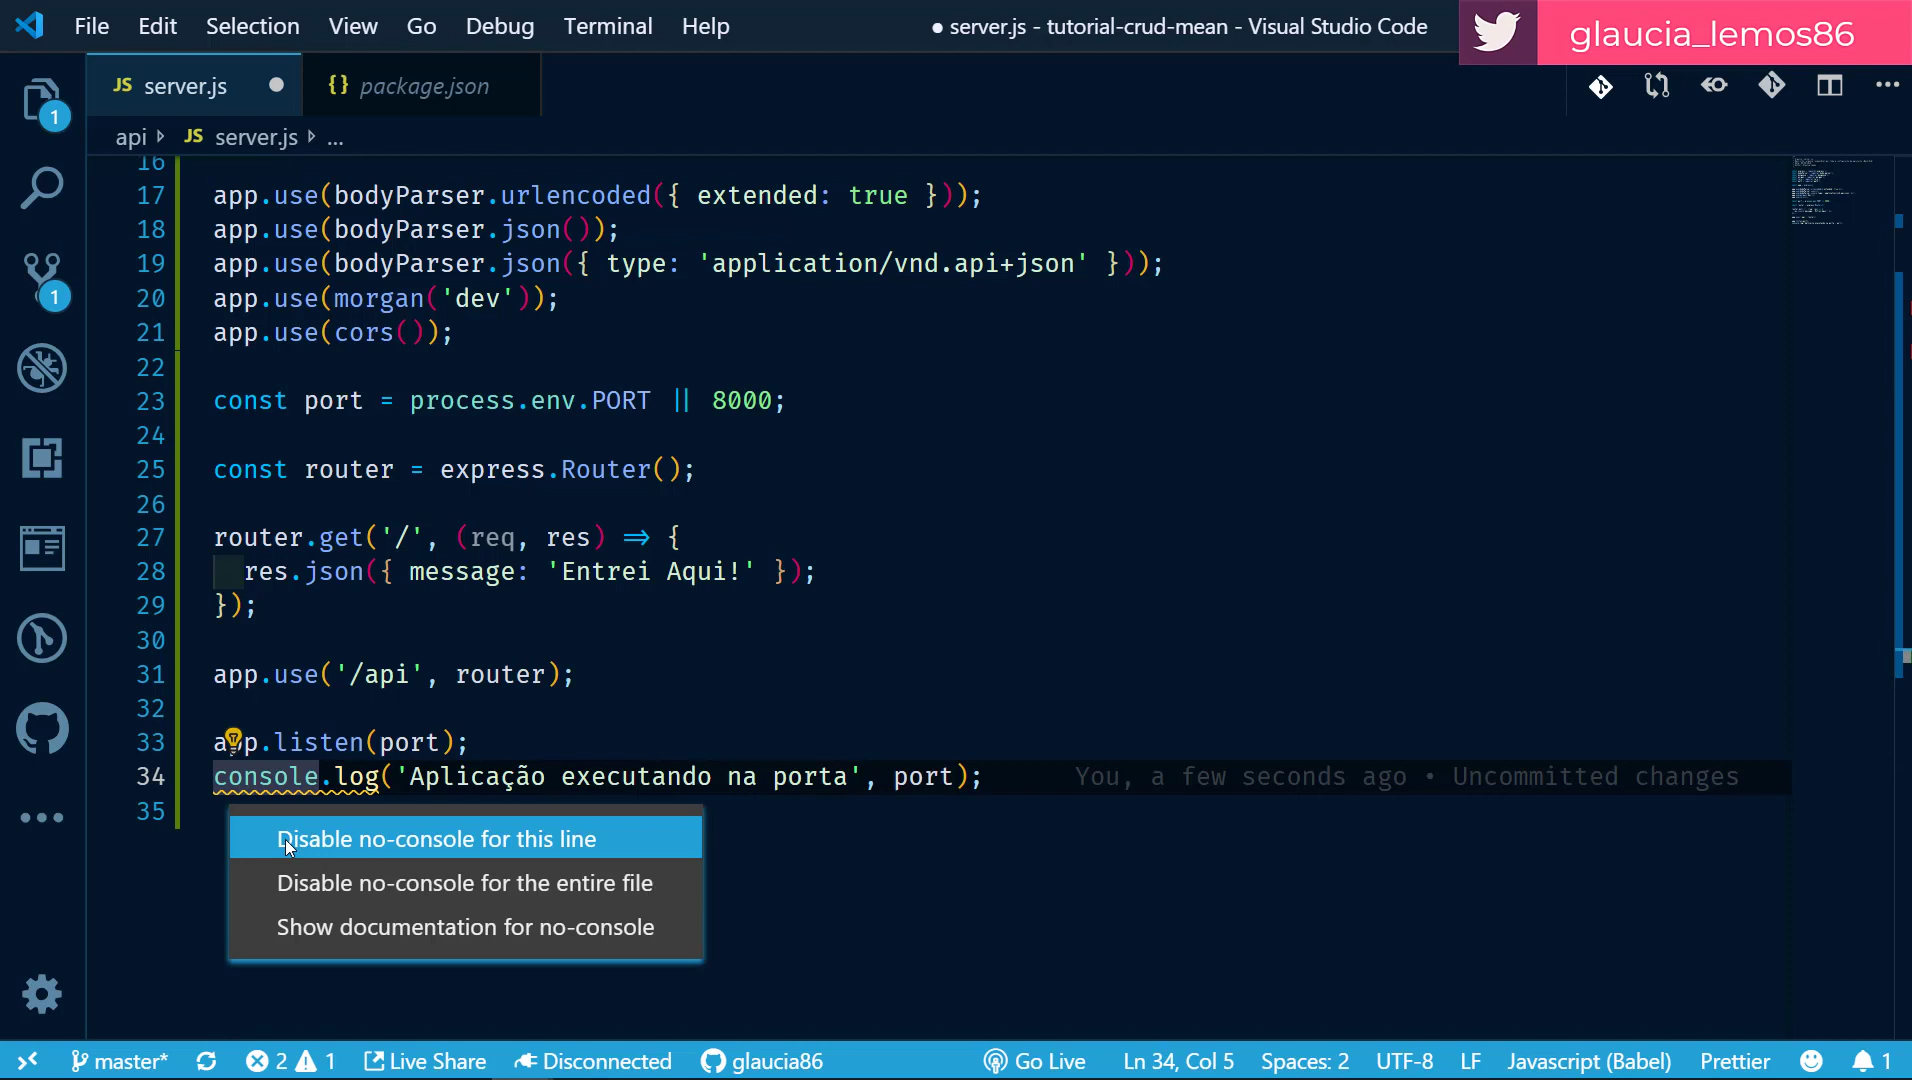 File Edit Selection View Go Debug Terminal Help
● server.js - tutorial-crud-mean - Visual Studio Code
glaucia_lemos86
JS server.js
{} package.json
1
api JS server.js ...
16
17 app.use(bodyParser.urlencoded({ extended: true }));
18 app.use(bodyParser.json());
19 app.use(bodyParser.json({ type: 'application/vnd.api+json' }));
20 app.use(morgan('dev'));
21 app.use(cors());
1
22
23 const port = process.env.PORT || 8000;
24
25 const router = express.Router();
26
27 router.get('/', (req, res) => {
28 res.json({ message: 'Entrei Aqui!' });
29 });
30
31 app.use('/api', router);
32
33 app.listen(port);
34 console.log('Aplicação executando na porta', port); You, a few seconds ago • Uncommitted changes
35
Disable no-console for this line
Disable no-console for the entire file
Show documentation for no-console
master* 2 1 Live Share Disconnected glaucia86 Go Live Ln 34, Col 5 Spaces: 2 UTF-8 LF Javascript (Babel) Prettier 1